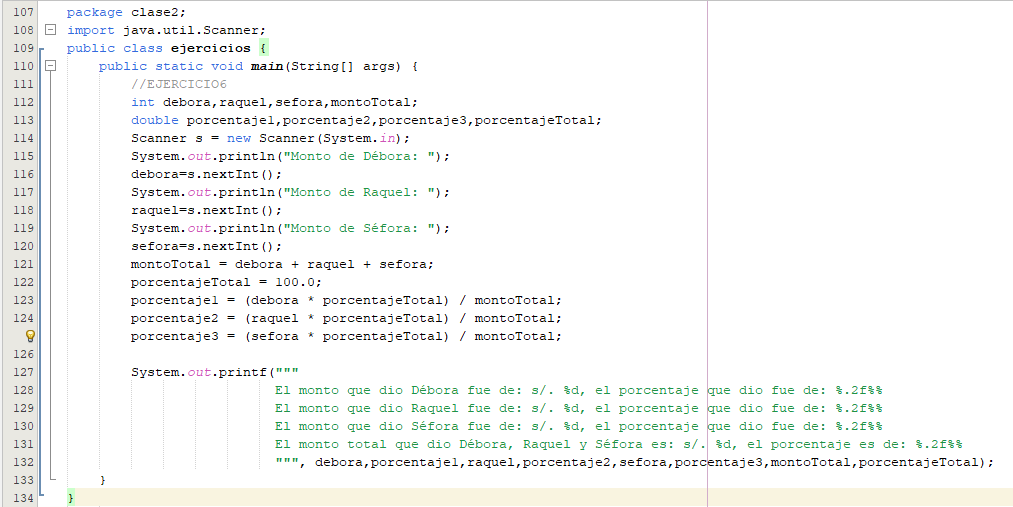 107 package clase2;
108 import java.util.Scanner;
109 public class ejercicios {
110 public static void main(String[] args) {
111 //EJERCICIO6
112 int debora,raquel,sefora,montoTotal;
113 double porcentaje1,porcentaje2,porcentaje3,porcentajeTotal;
114 Scanner s = new Scanner(System.in);
115 System.out.println("Monto de Débora: ");
116 debora=s.nextInt();
117 System.out.println("Monto de Raquel: ");
118 raquel=s.nextInt();
119 System.out.println("Monto de Séfora: ");
120 sefora=s.nextInt();
121 montoTotal = debora + raquel + sefora;
122 porcentajeTotal = 100.0;
123 porcentaje1 = (debora * porcentajeTotal) / montoTotal;
124 porcentaje2 = (raquel * porcentajeTotal) / montoTotal;
porcentaje3 = (sefora * porcentajeTotal) / montoTotal;
126
127 System.out.printf("""
128 El monto que dio Débora fue de: s/. %d, el porcentaje que dio fue de: %.2f%%
129 El monto que dio Raquel fue de: s/. %d, el porcentaje que dio fue de: %.2f%%
130 El monto que dio Séfora fue de: s/. %d, el porcentaje que dio fue de: %.2f%%
131 El monto total que dio Débora, Raquel y Séfora es: s/. %d, el porcentaje es de: %.2f%%
132 """, debora,porcentaje1,raquel,porcentaje2,sefora,porcentaje3,montoTotal,porcentajeTotal);
133 }
134 }